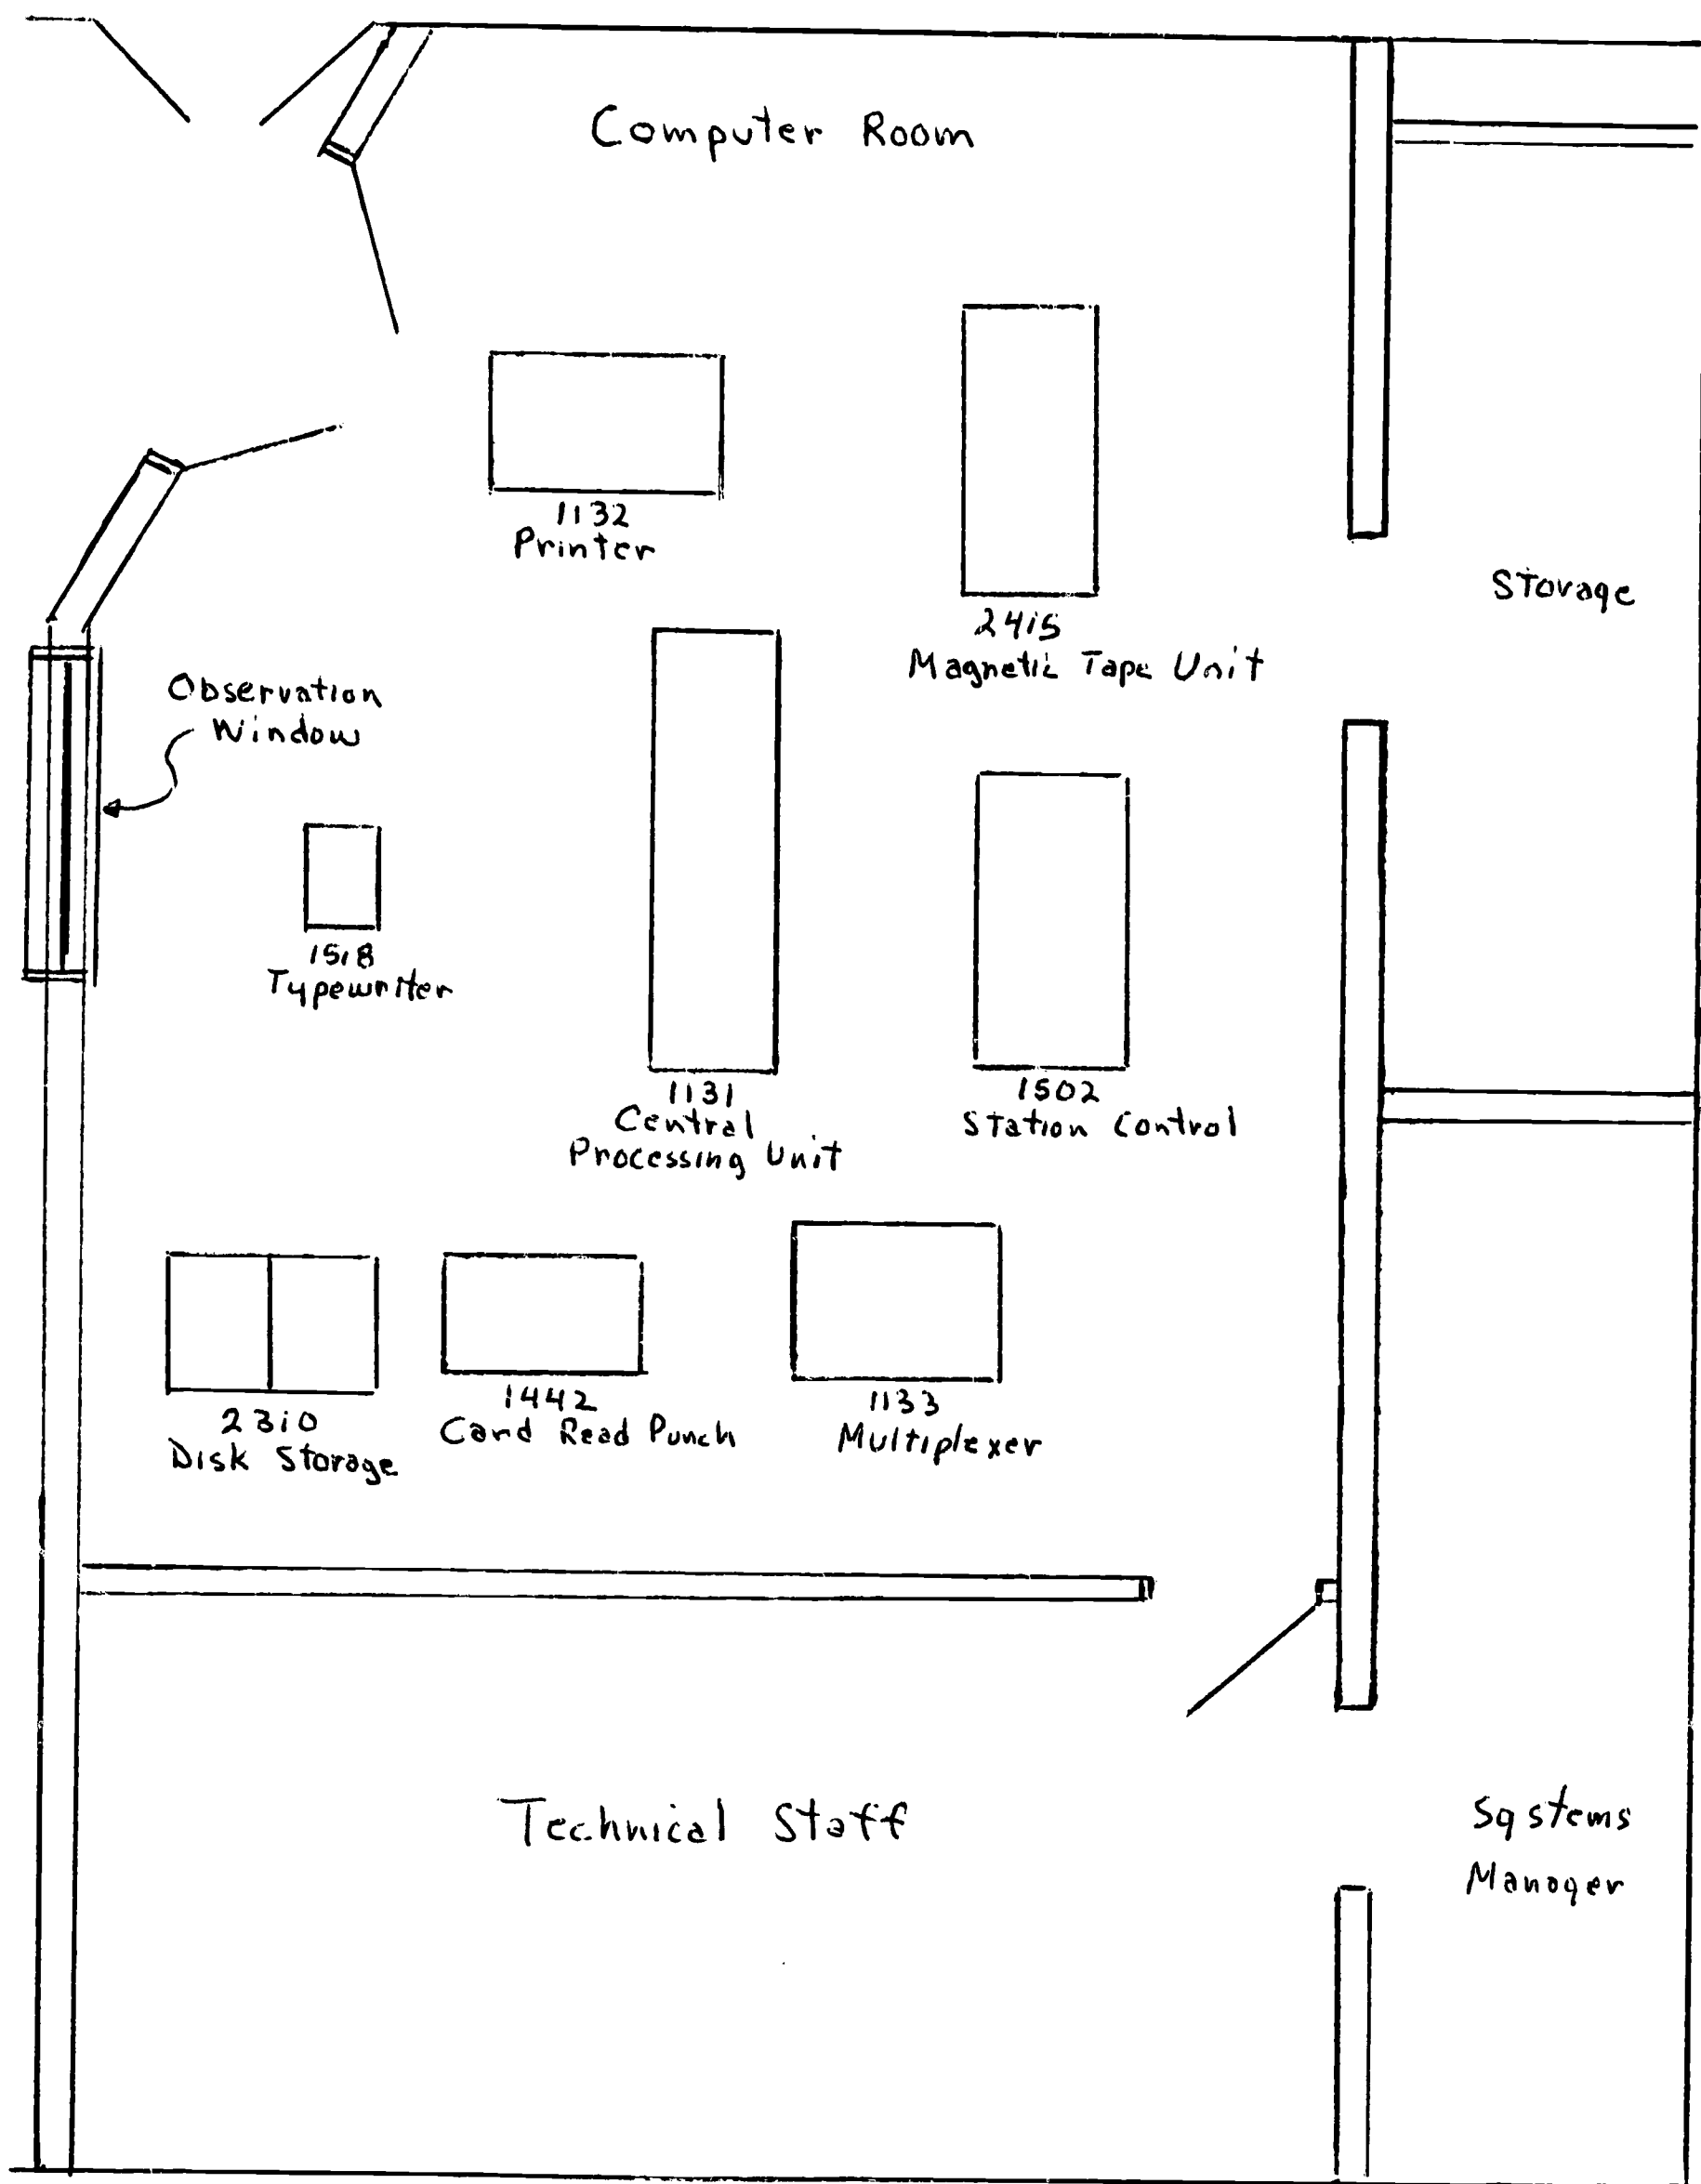 Computer Room
1132
Printer
2415
Magnetic Tape Unit
Storage
Observation
Window
1518
Typewriter
1131
Central
Processing Unit
1502
Station Control
2310
Disk Storage
1442
Card Read Punch
1133
Multiplexer
Technical Staff
Systems
Manager